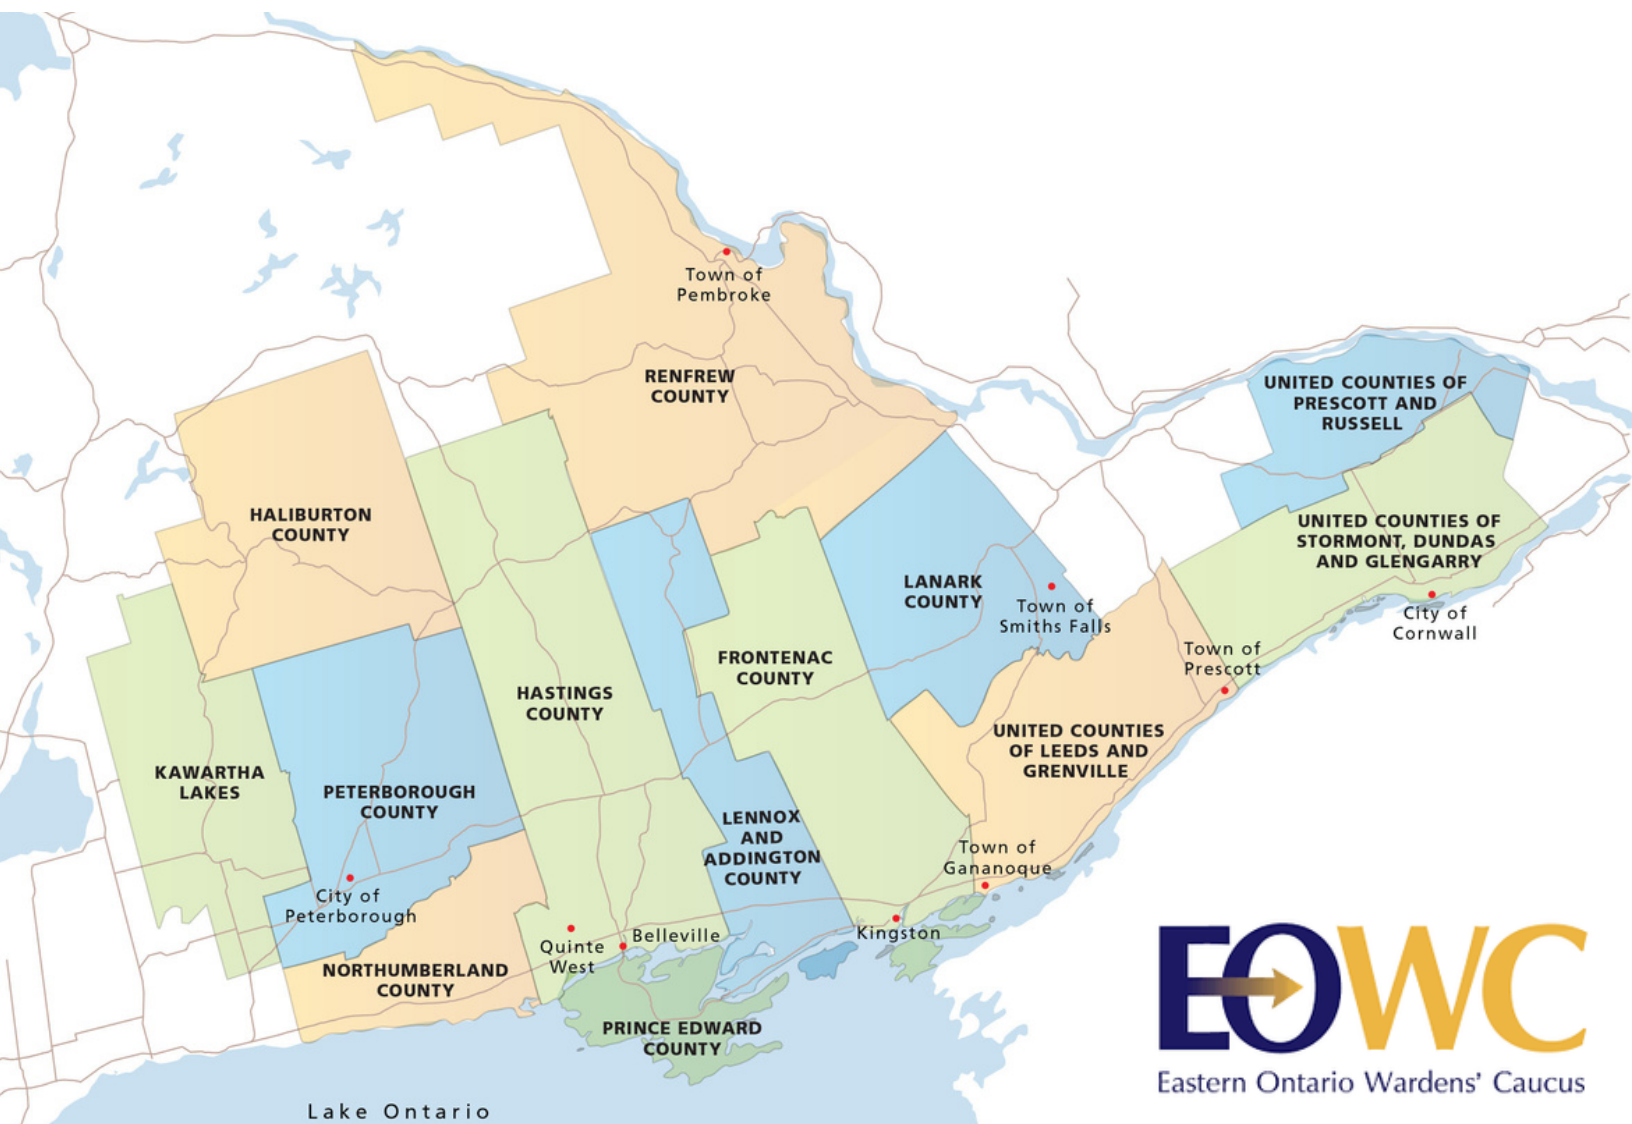 Town of
Pembroke
RENFREW
COUNTY
UNITED COUNTIES OF
PRESCOTT AND
RUSSELL
HALIBURTON
COUNTY
UNITED COUNTIES OF
STORMONT, DUNDAS
AND GLENGARRY
LANARK
COUNTY
Town of
Smiths Falls
City of
Cornwall
Town of
Prescott
FRONTENAC
COUNTY
HASTINGS
COUNTY
UNITED COUNTIES
OF LEEDS AND
GRENVILLE
KAWARTHA
LAKES
PETERBOROUGH
COUNTY
LENNOX
AND
ADDINGTON
COUNTY
Town of
Gananoque
City of
Peterborough
Kingston
Belleville
Quinte
West
NORTHUMBERLAND
COUNTY
PRINCE EDWARD
COUNTY
Lake Ontario
EOWC
Eastern Ontario Wardens' Caucus